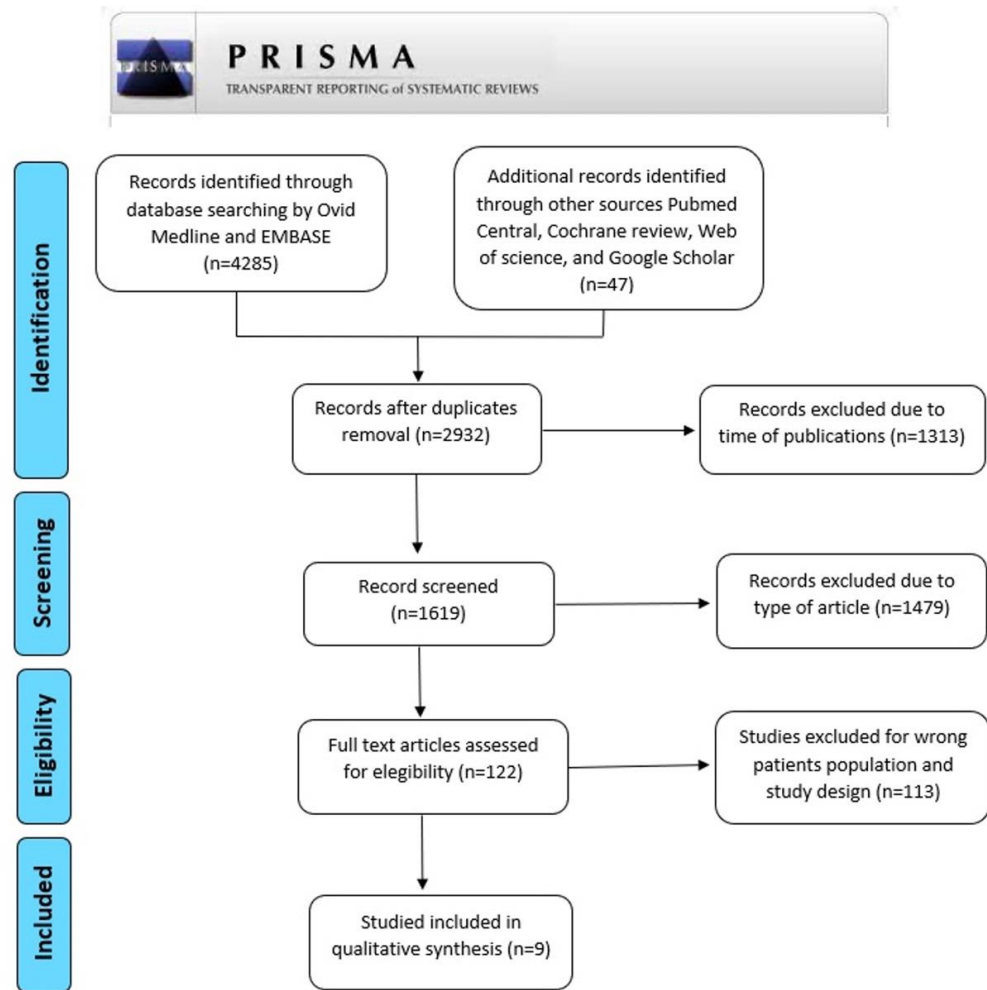 PRISMA
PRISMA
TRANSPARENT REPORTING of SYSTEMATIC REVIEWS
Identification
Records identified through
database searching by Ovid
Medline and EMBASE
(n=4285)
Additional records identified
through other sources Pubmed
Central, Cochrane review, Web
of science, and Google Scholar
(n=47)
Records after duplicates
removal (n=2932)
Records excluded due to
time of publications (n=1313)
Screening
Record screened
(n=1619)
Records excluded due to
type of article (n=1479)
Eligibility
Full text articles assessed
for elegibility (n=122)
Studies excluded for wrong
patients population and
study design (n=113)
Included
Studied included in
qualitative synthesis (n=9)